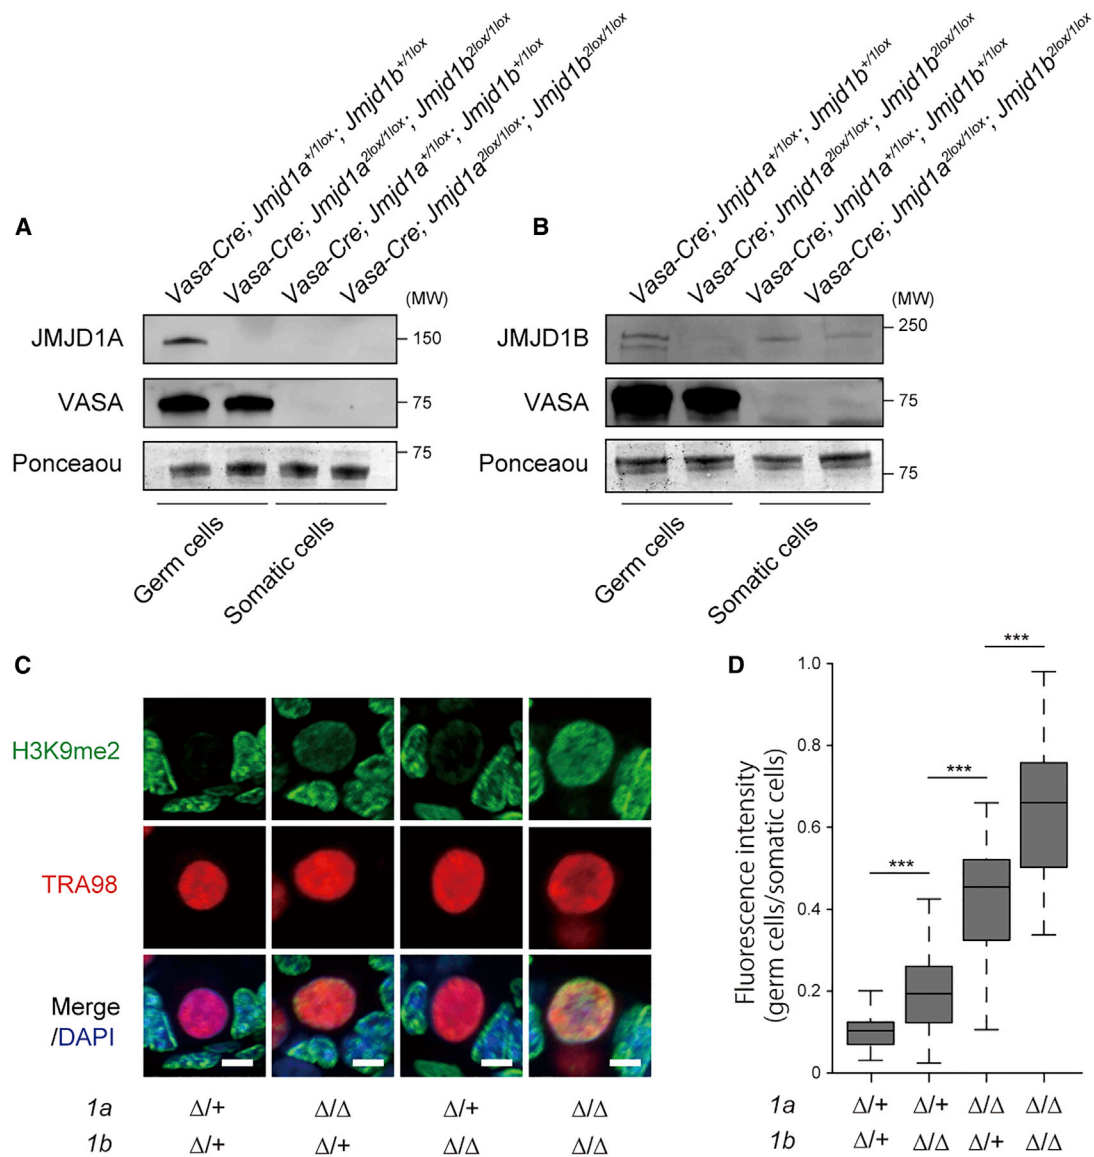 A
Vasa-Cre; Jmjd1a+/1lox; Jmjd1b+/1lox
Vasa-Cre; Jmjd1a2lox/1lox; Jmjd1b2lox/1lox
Vasa-Cre; Jmjd1a+/1lox; Jmjd1b+/1lox
Vasa-Cre; Jmjd1a2lox/1lox; Jmjd1b2lox/1lox
(MW)
JMJD1A
150
VASA
75
Ponceaou
75
Germ cells
Somatic cells
B
Vasa-Cre; Jmjd1a+/1lox; Jmjd1b+/1lox
Vasa-Cre; Jmjd1a2lox/1lox; Jmjd1b2lox/1lox
Vasa-Cre; Jmjd1a+/1lox; Jmjd1b+/1lox
Vasa-Cre; Jmjd1a2lox/1lox; Jmjd1b2lox/1lox
(MW)
JMJD1B
250
VASA
75
Ponceaou
75
Germ cells
Somatic cells
C
H3K9me2
TRA98
Merge
/DAPI
1a Δ/+ Δ/Δ Δ/+ Δ/Δ
1b Δ/+ Δ/+ Δ/Δ Δ/Δ
D
Fluorescence intensity
(germ cells/somatic cells)
1.0
0.8
0.6
0.4
0.2
0
***
***
***
1a Δ/+ Δ/+ Δ/Δ Δ/Δ
1b Δ/+ Δ/Δ Δ/+ Δ/Δ